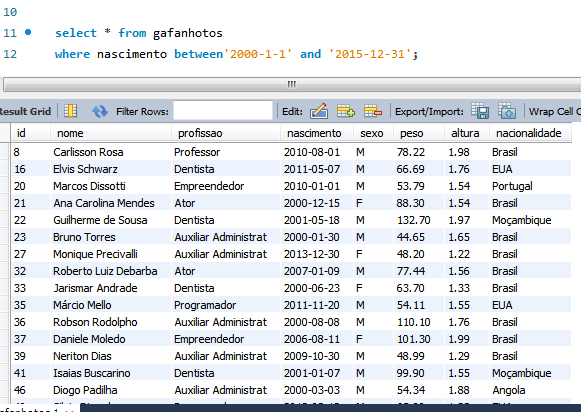 10
11 select * from gafanhotos
12 where nascimento between'2000-1-1' and '2015-12-31';
Result Grid Filter Rows: Edit: Export/Import: Wrap Cell C
id nome profissao nascimento sexo peso altura nacionalidade
8 Carlisson Rosa Professor 2010-08-01 M 78.22 1.98 Brasil
16 Elvis Schwarz Dentista 2011-05-07 M 66.69 1.76 EUA
20 Marcos Dissotti Empreendedor 2010-01-01 M 53.79 1.54 Portugal
21 Ana Carolina Mendes Ator 2000-12-15 F 88.30 1.54 Brasil
22 Guilherme de Sousa Dentista 2001-05-18 M 132.70 1.97 Moçambique
23 Bruno Torres Auxiliar Administrat 2000-01-30 M 44.65 1.65 Brasil
27 Monique Precivalli Auxiliar Administrat 2013-12-30 F 48.20 1.22 Brasil
32 Roberto Luiz Debarba Ator 2007-01-09 M 77.44 1.56 Brasil
33 Jarismar Andrade Dentista 2000-06-23 F 63.70 1.33 Brasil
35 Márcio Mello Programador 2011-11-20 M 54.11 1.55 EUA
36 Robson Rodolpho Auxiliar Administrat 2000-08-08 M 110.10 1.76 Brasil
37 Daniele Moledo Empreendedor 2006-08-11 F 101.30 1.99 Brasil
39 Neriton Dias Auxiliar Administrat 2009-10-30 M 48.99 1.29 Brasil
41 Isaias Buscarino Dentista 2001-01-07 M 99.90 1.55 Moçambique
46 Diogo Padilha Auxiliar Administrat 2000-03-03 M 54.34 1.88 Angola